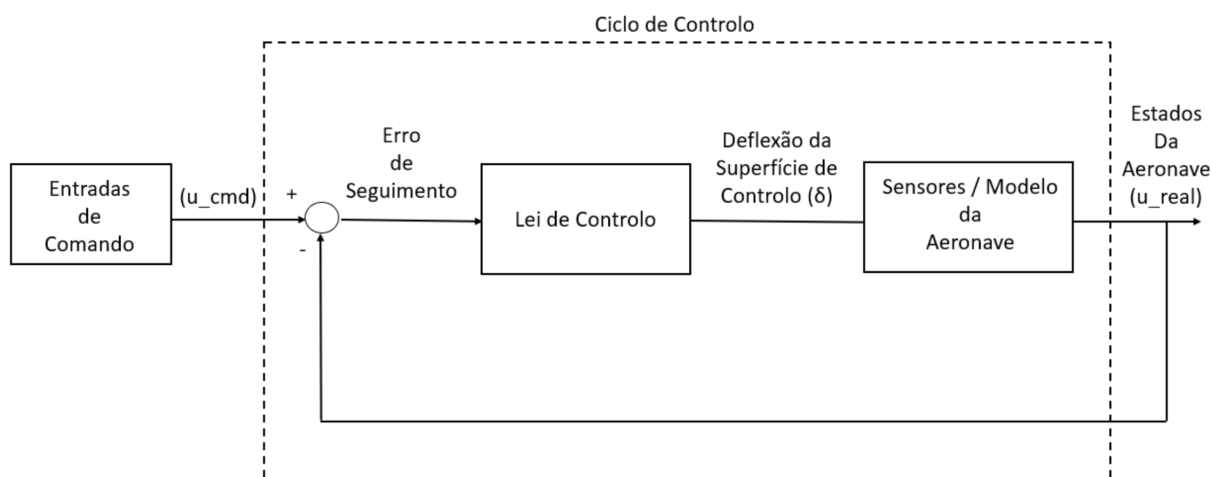 Ciclo de Controlo
Entradas
de
Comando
(u_cmd)
+
-
Erro
de
Seguimento
Lei de Controlo
Deflexão da
Superfície de
Controlo (δ)
Sensores / Modelo
da
Aeronave
Estados
Da
Aeronave
(u_real)